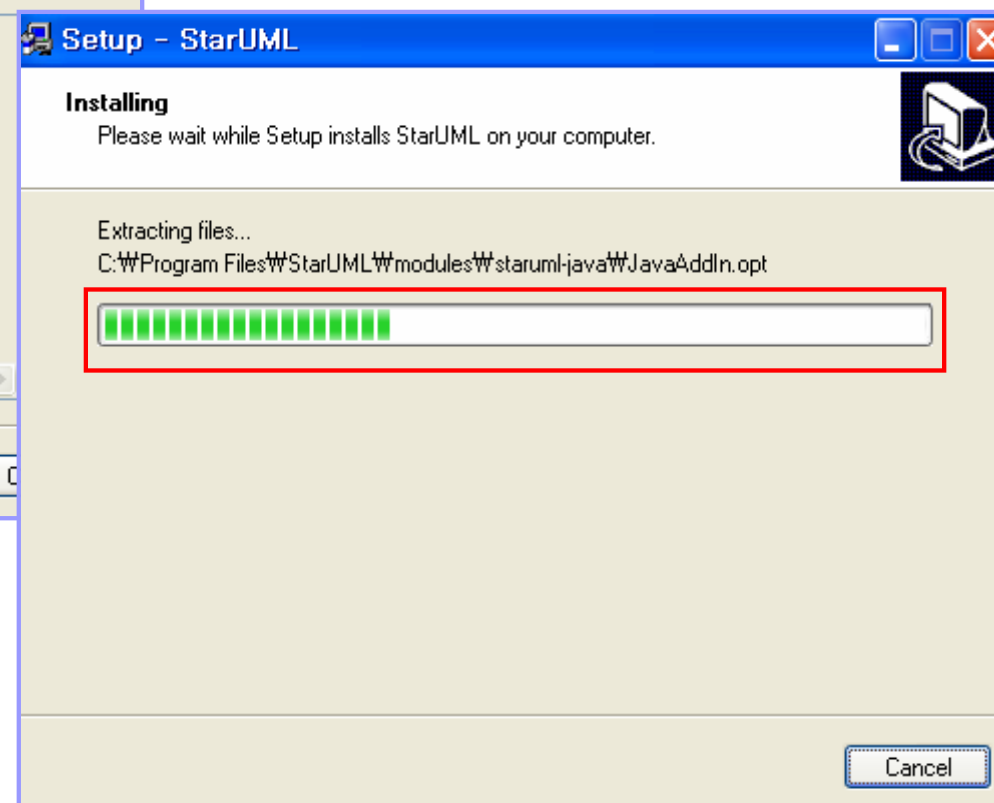 Setup - StarUML
Installing
Please wait while Setup installs StarUML on your computer.
Extracting files...
C:₩Program Files₩StarUML₩modules₩staruml-java₩JavaAddIn.opt
Cancel